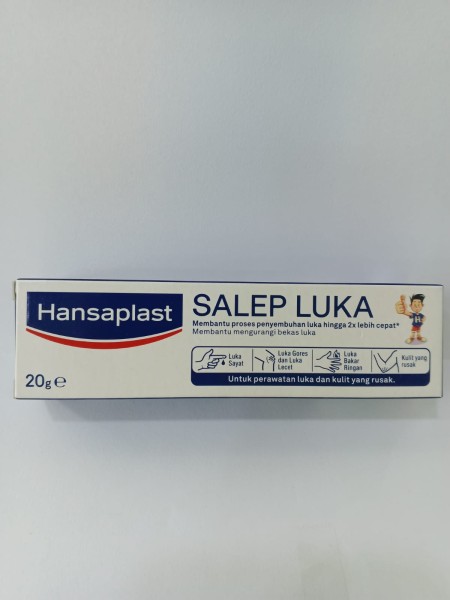 Hansaplast
SALEP LUKA
Membantu proses penyembuhan luka hingga 2x lebih cepat*
Membantu mengurangi bekas luka
Luka
Sayat
Luka Gores
dan Luka
Lecet
Luka
Bakar
Ringan
Kulit yang
rusak
20g e
Untuk perawatan luka dan kulit yang rusak.